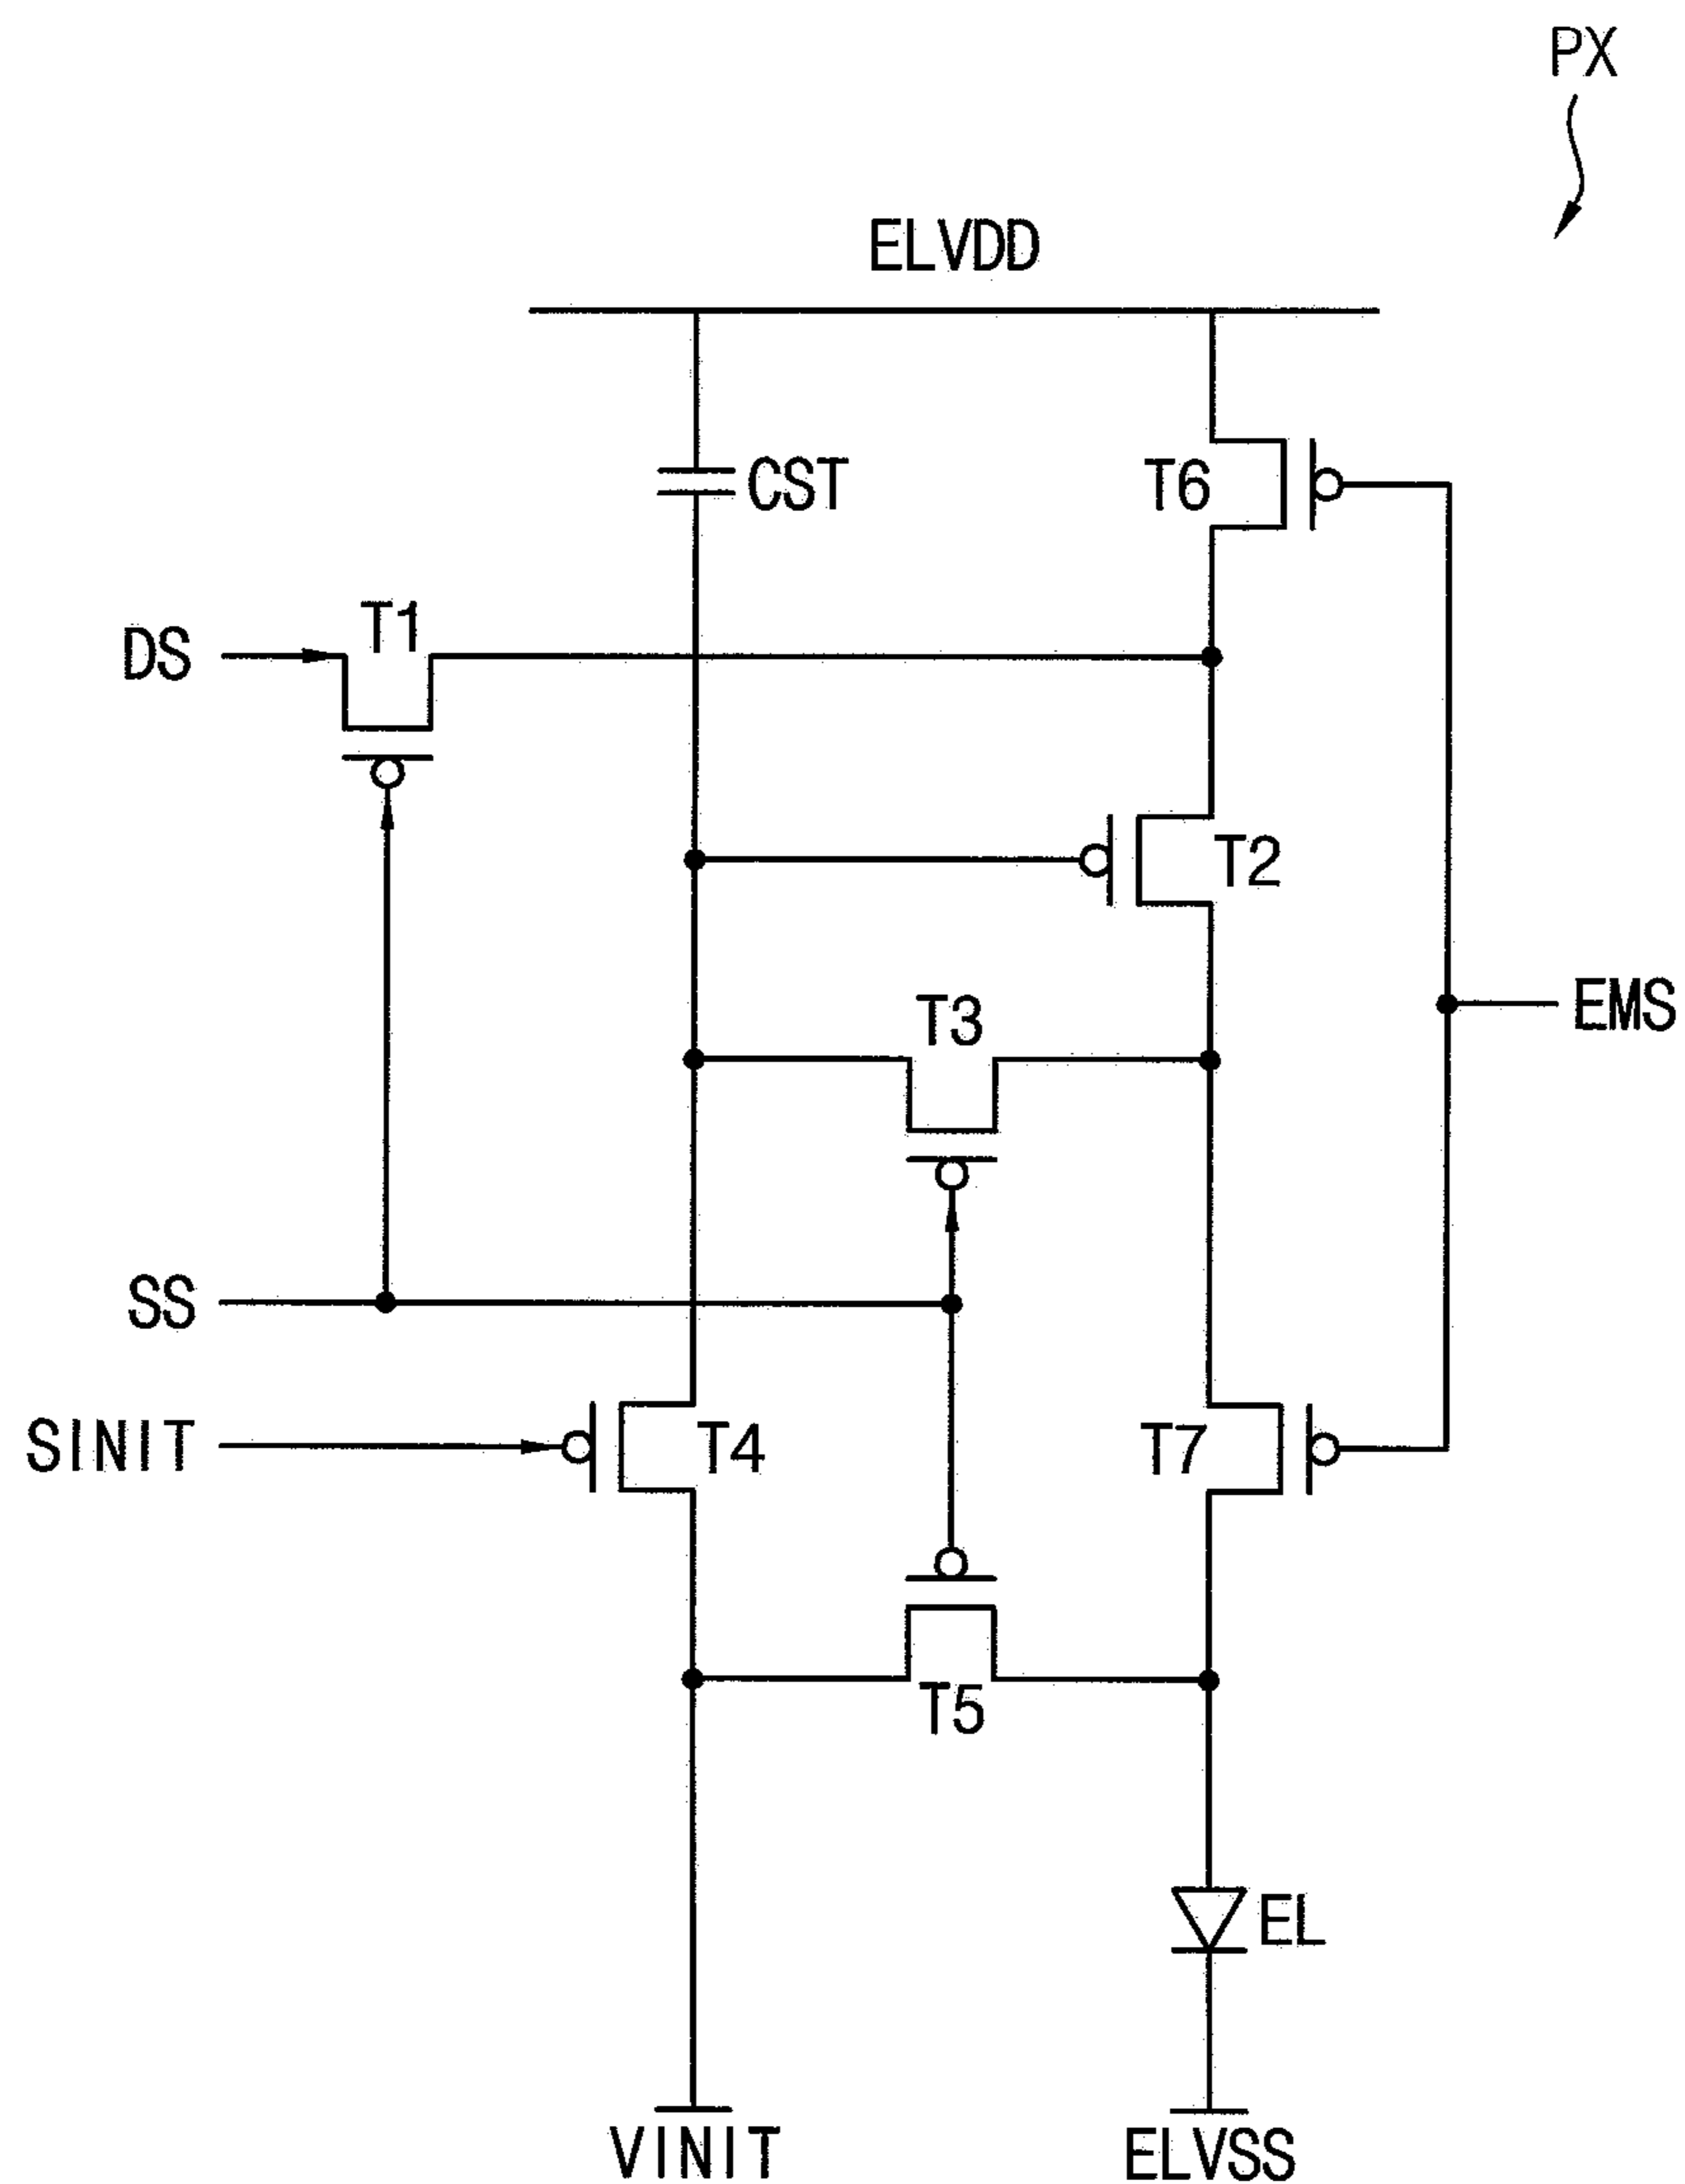 PX
ELVDD
CST
T6
T1
DS
T2
T3
EMS
SS
SINIT
T4
T7
T5
EL
VINIT
ELVSS